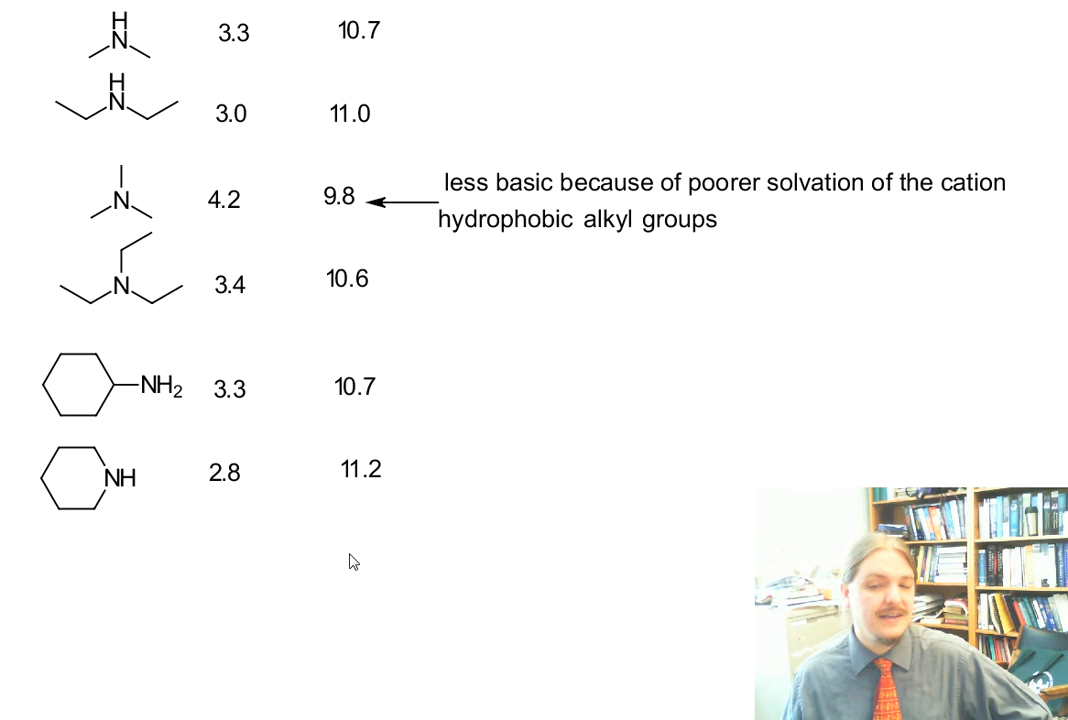 H
N 3.3 10.7
H
N 3.0 11.0
N 4.2 9.8 less basic because of poorer solvation of the cation
hydrophobic alkyl groups
N 3.4 10.6
NH2 3.3 10.7
NH 2.8 11.2